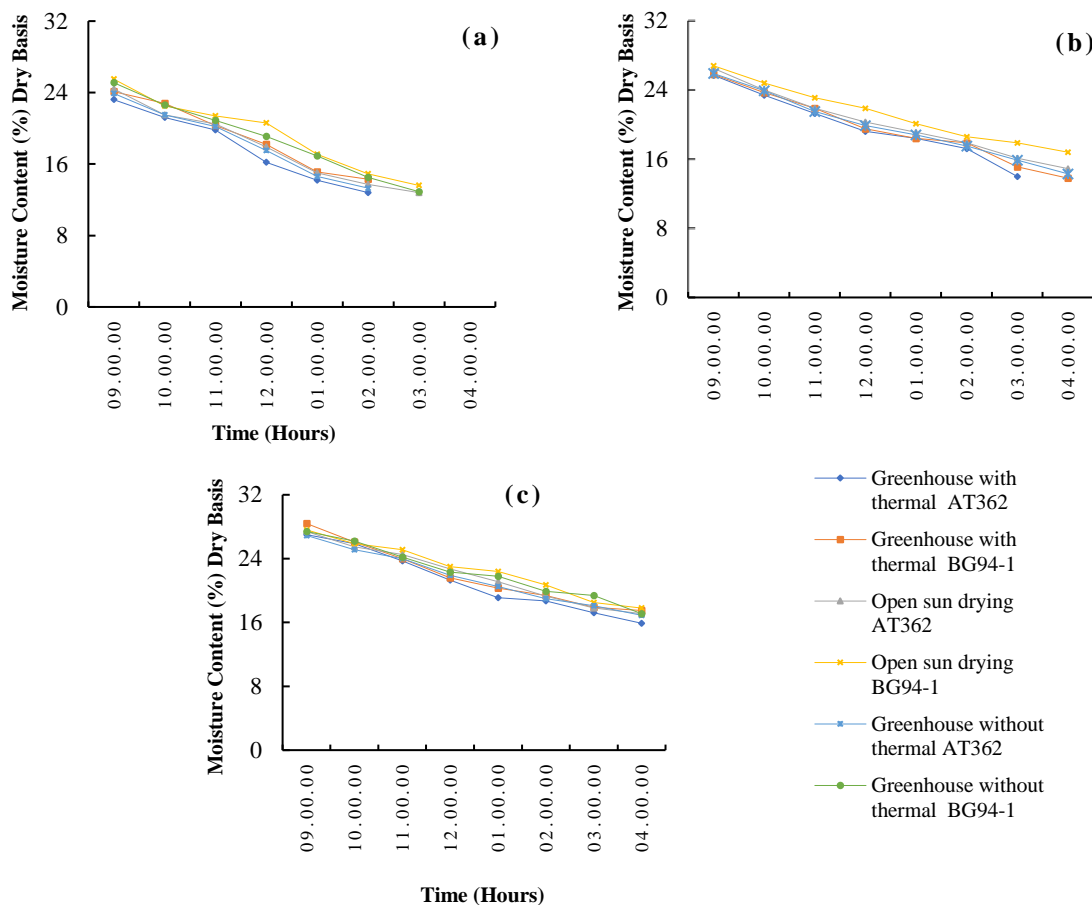 (a)
Moisture Content (%) Dry Basis
32
24
16
8
0
09.00.00
10.00.00
11.00.00
12.00.00
01.00.00
02.00.00
03.00.00
04.00.00
Time (Hours)
(b)
Moisture Content (%) Dry Basis
32
24
16
8
0
09.00.00
10.00.00
11.00.00
12.00.00
01.00.00
02.00.00
03.00.00
04.00.00
(c)
Moisture Content (%) Dry Basis
32
24
16
8
0
09.00.00
10.00.00
11.00.00
12.00.00
01.00.00
02.00.00
03.00.00
04.00.00
Time (Hours)
Greenhouse with
thermal AT362
Greenhouse with
thermal BG94-1
Open sun drying
AT362
Open sun drying
BG94-1
Greenhouse without
thermal AT362
Greenhouse without
thermal BG94-1